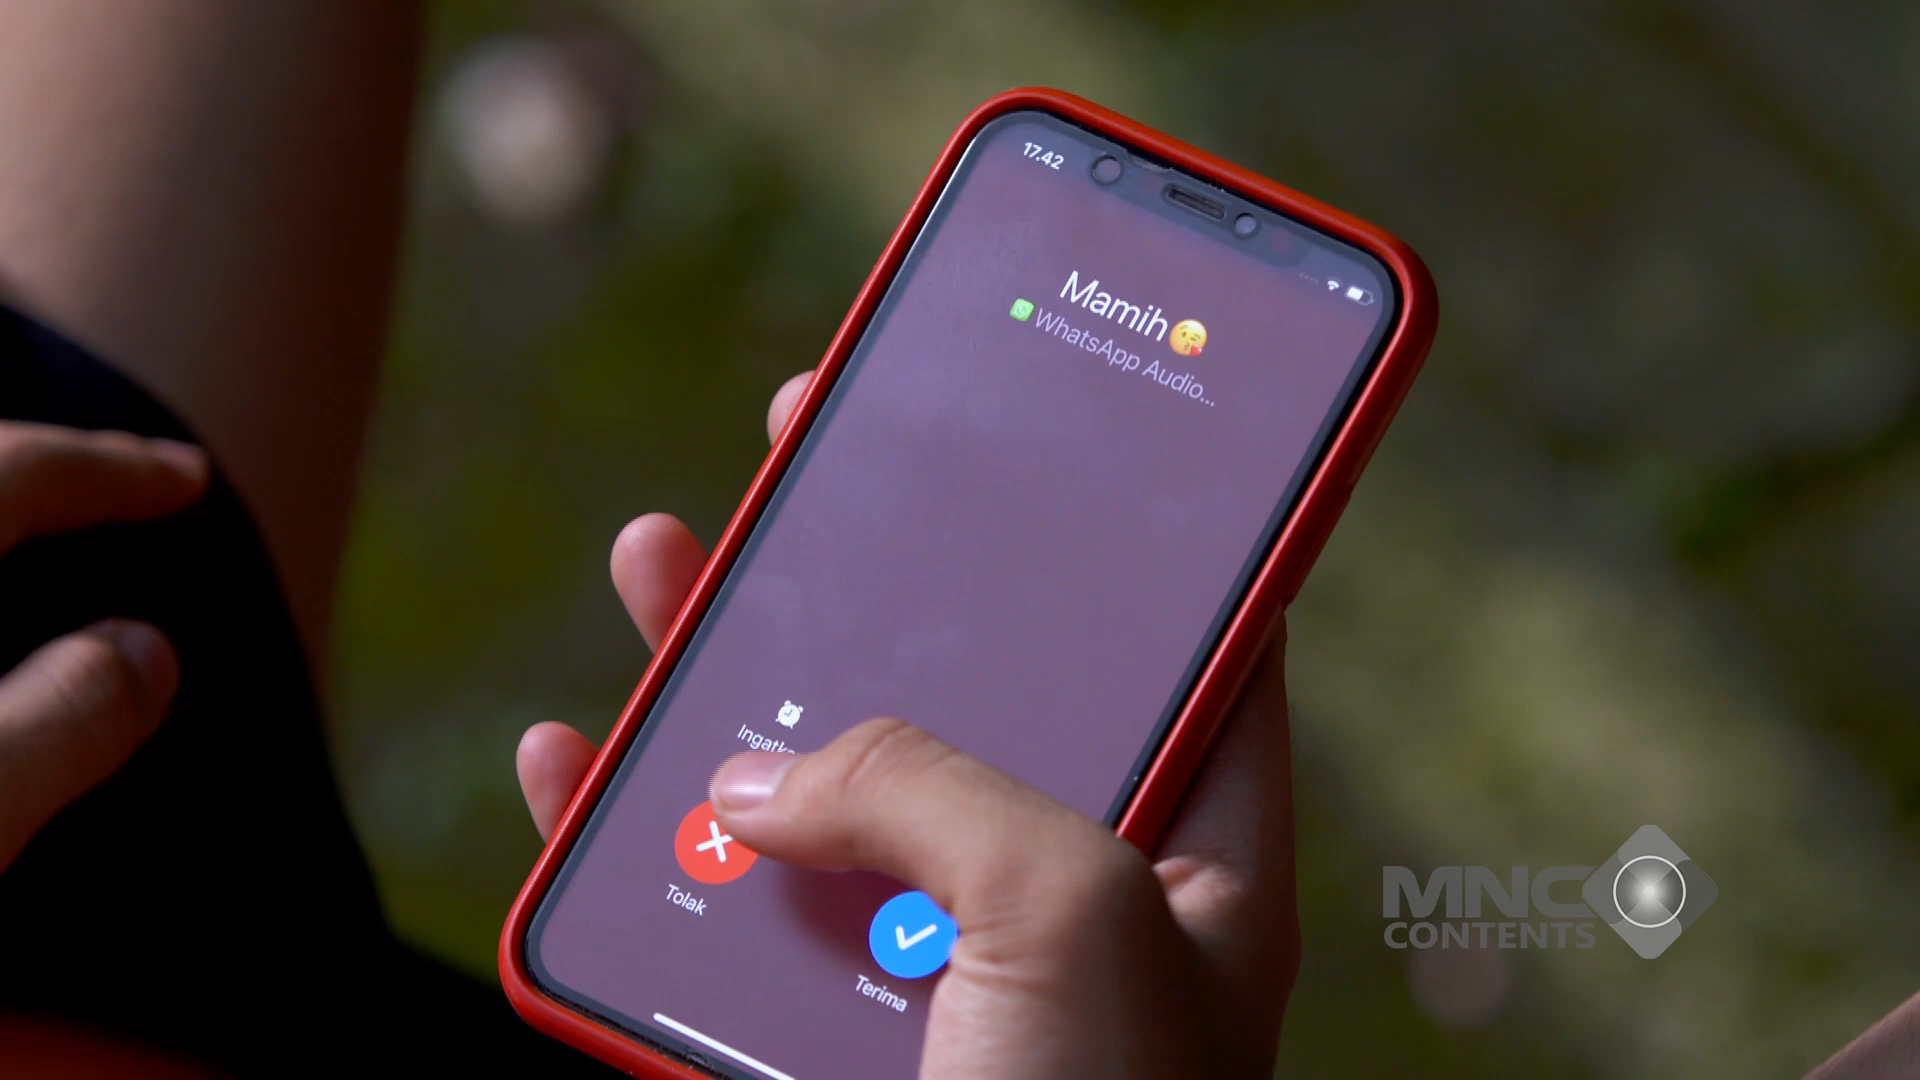 17.42
Mamih😘
WhatsApp Audio...
Tolak
Terima
MNC
CONTENTS